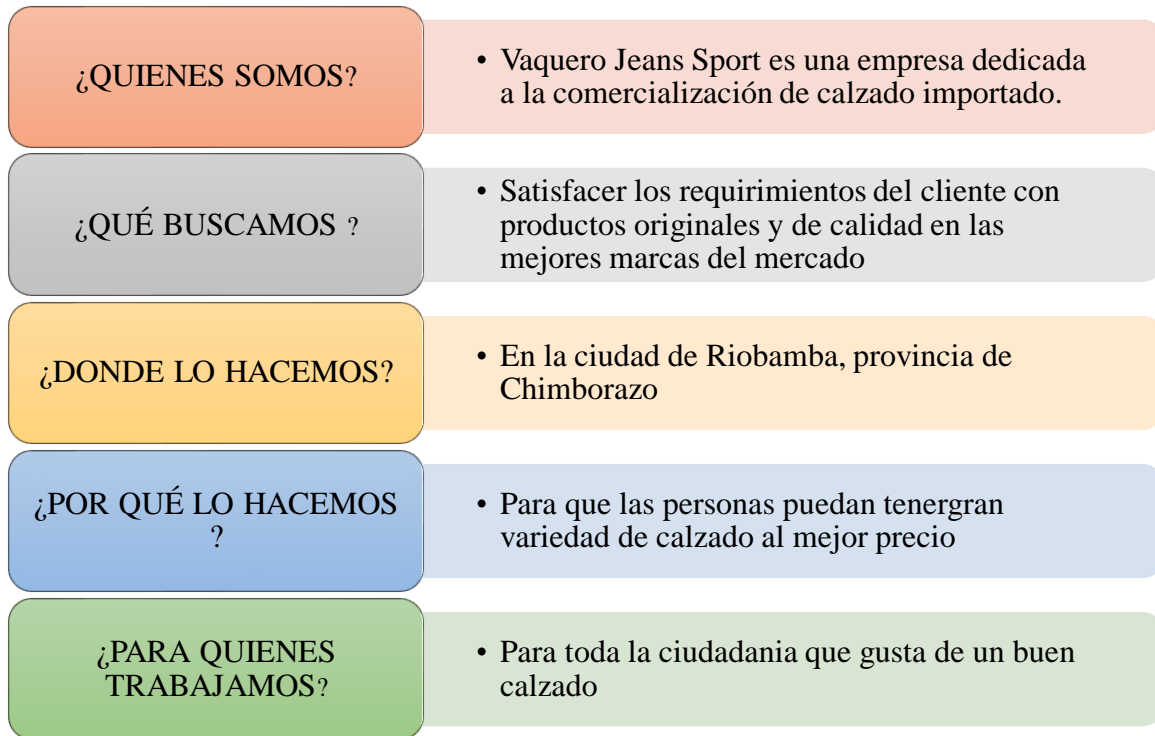 ¿QUIENES SOMOS?
• Vaquero Jeans Sport es una empresa dedicada
a la comercialización de calzado importado.
¿QUÉ BUSCAMOS ?
• Satisfacer los requirimientos del cliente con
productos originales y de calidad en las
mejores marcas del mercado
¿DONDE LO HACEMOS?
• En la ciudad de Riobamba, provincia de
Chimborazo
¿POR QUÉ LO HACEMOS
?
• Para que las personas puedan tenergran
variedad de calzado al mejor precio
¿PARA QUIENES
TRABAJAMOS?
• Para toda la ciudadania que gusta de un buen
calzado